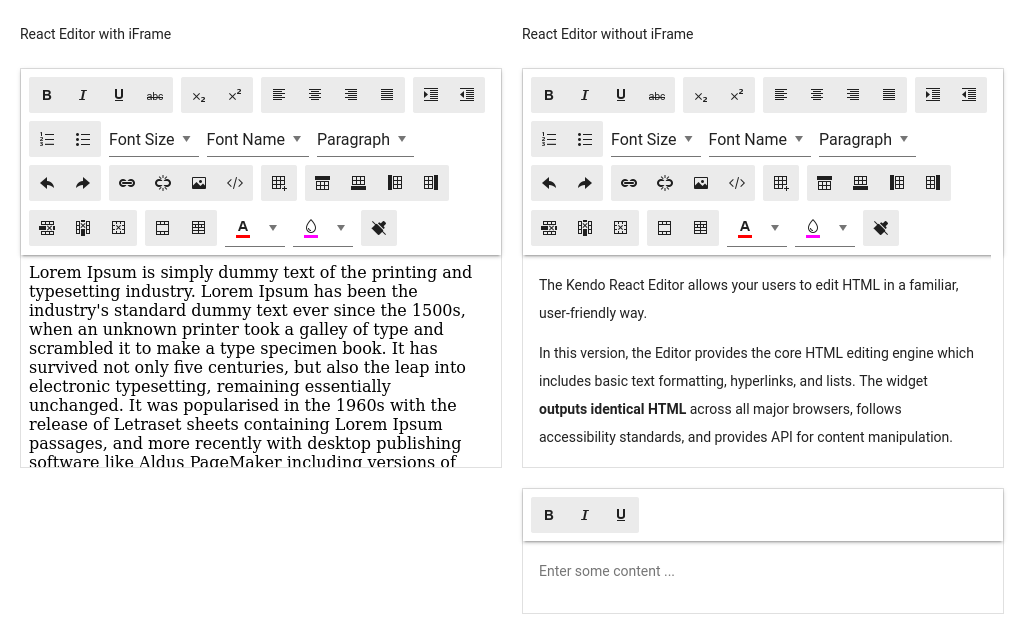 React Editor with iFrame
B I U abc X₂ X²
Font Size Font Name Paragraph
A
Lorem Ipsum is simply dummy text of the printing and
typesetting industry. Lorem Ipsum has been the
industry's standard dummy text ever since the 1500s,
when an unknown printer took a galley of type and
scrambled it to make a type specimen book. It has
survived not only five centuries, but also the leap into
electronic typesetting, remaining essentially
unchanged. It was popularised in the 1960s with the
release of Letraset sheets containing Lorem Ipsum
passages, and more recently with desktop publishing
software like Aldus PageMaker including versions of
React Editor without iFrame
B I U abc X₂ X²
Font Size Font Name Paragraph
A
The Kendo React Editor allows your users to edit HTML in a familiar,
user-friendly way.
In this version, the Editor provides the core HTML editing engine which
includes basic text formatting, hyperlinks, and lists. The widget
outputs identical HTML across all major browsers, follows
accessibility standards, and provides API for content manipulation.
B I U
Enter some content ...